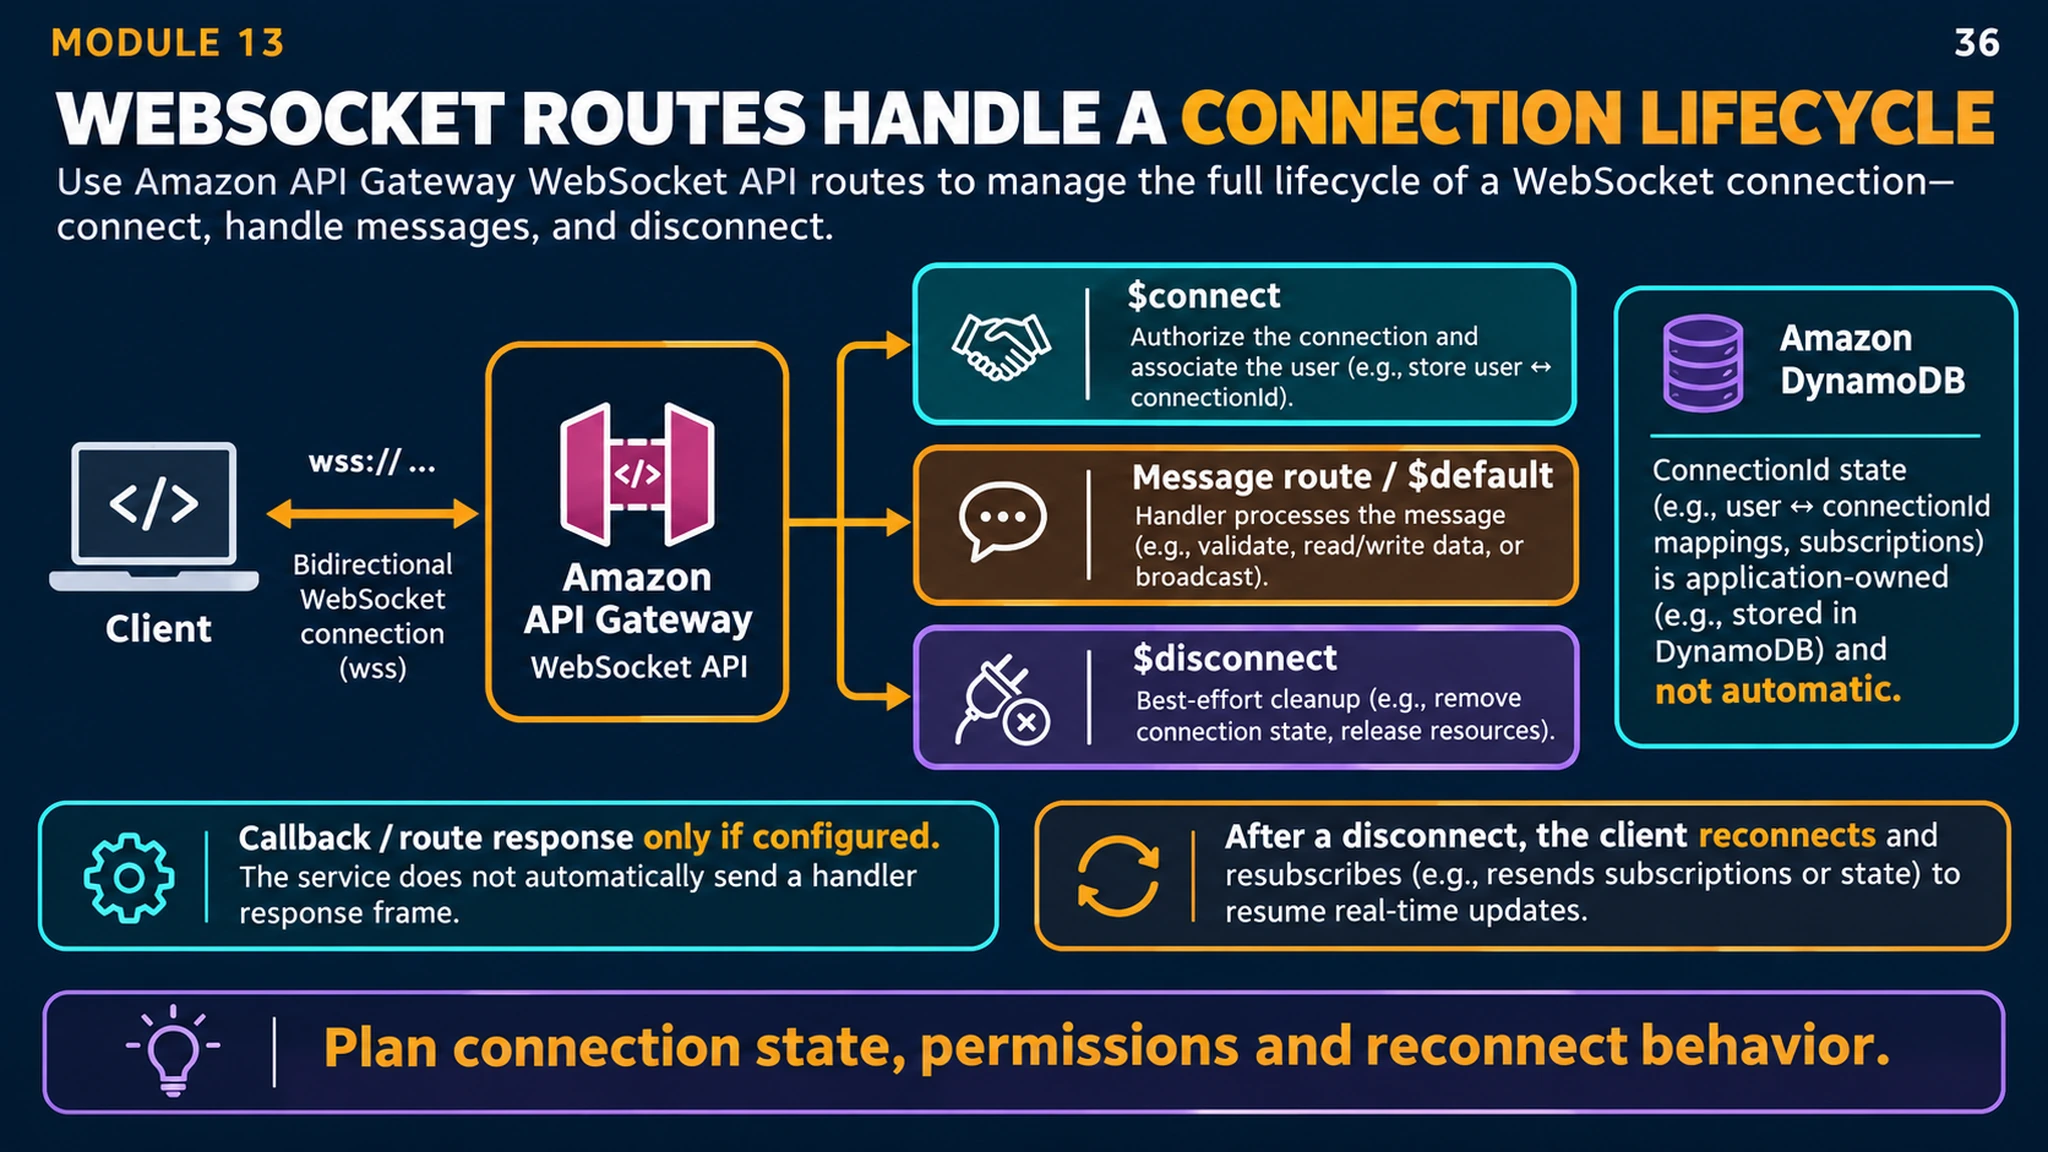 MODULE 13
36
WEBSOCKET ROUTES HANDLE A CONNECTION LIFECYCLE
Use Amazon API Gateway WebSocket API routes to manage the full lifecycle of a WebSocket connection—
connect, handle messages, and disconnect.
</>
Client
wss:// ...
Bidirectional
WebSocket
connection
(wss)
</>
Amazon
API Gateway
WebSocket API
$connect
Authorize the connection and
associate the user (e.g., store user ↔
connectionId).
Message route / $default
Handler processes the message
(e.g., validate, read/write data, or
broadcast).
$disconnect
Best-effort cleanup (e.g., remove
connection state, release resources).
Amazon
DynamoDB
ConnectionId state
(e.g., user ↔ connectionId
mappings, subscriptions)
is application-owned
(e.g., stored in
DynamoDB) and
not automatic.
Callback / route response only if configured.
The service does not automatically send a handler
response frame.
After a disconnect, the client reconnects and
resubscribes (e.g., resends subscriptions or state) to
resume real-time updates.
Plan connection state, permissions and reconnect behavior.